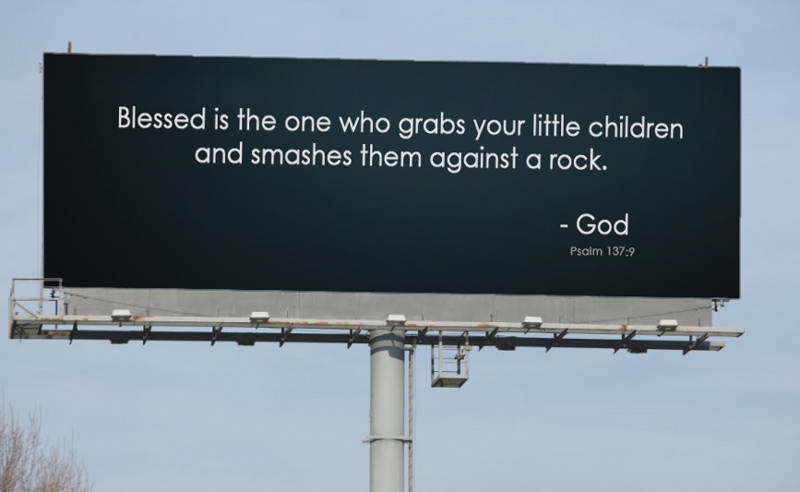 Blessed is the one who grabs your little children
and smashes them against a rock.
- God
Psalm 137:9